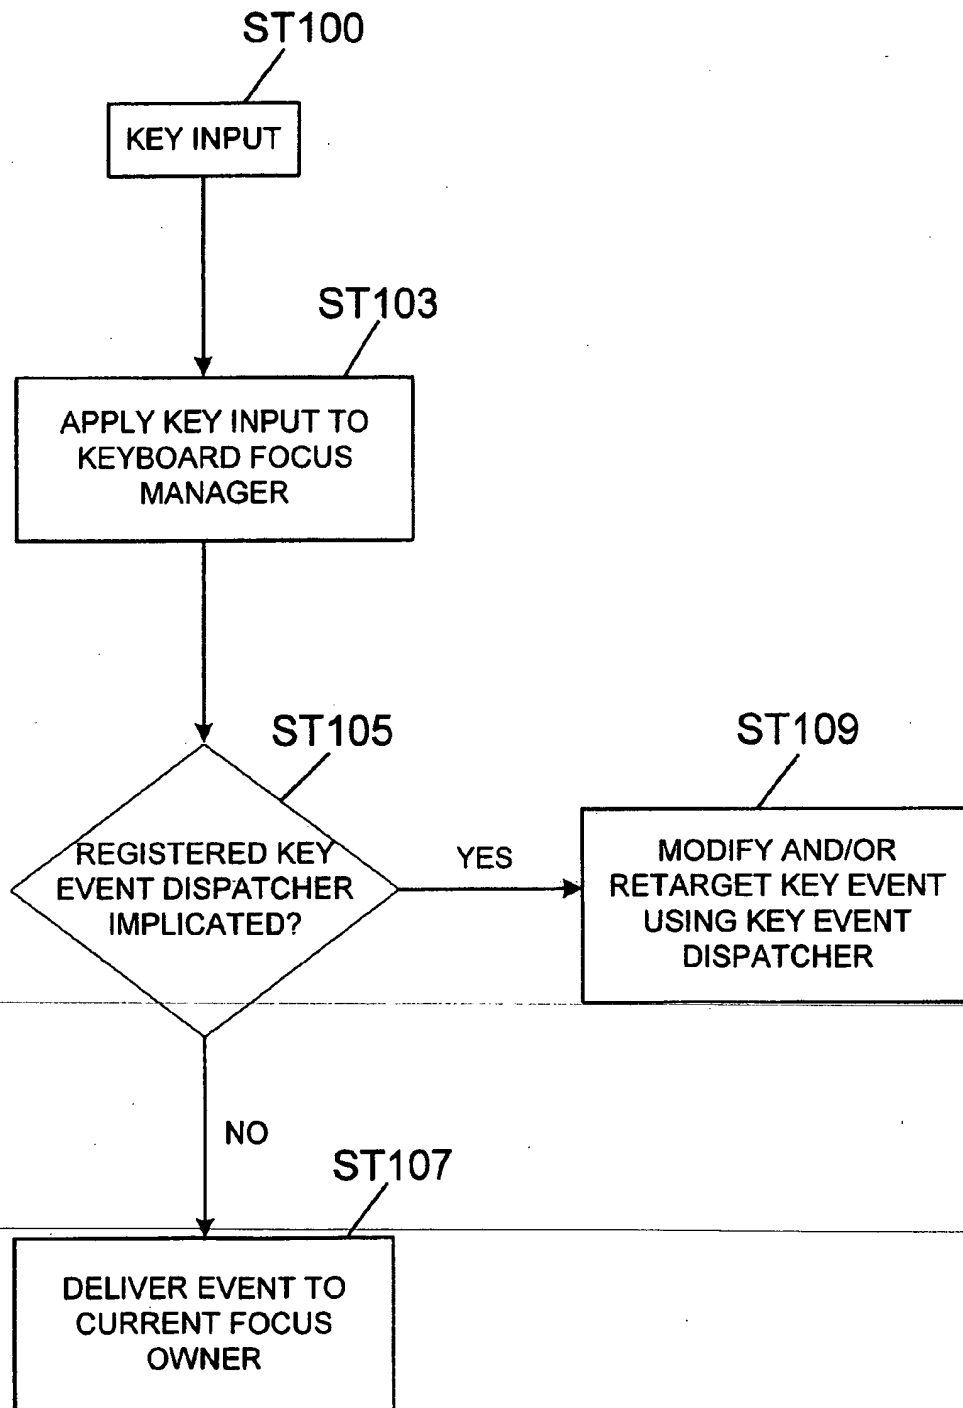 ST100
KEY INPUT
ST103
APPLY KEY INPUT TO
KEYBOARD FOCUS
MANAGER
ST105
REGISTERED KEY
EVENT DISPATCHER
IMPLICATED?
YES
ST109
MODIFY AND/OR
RETARGET KEY EVENT
USING KEY EVENT
DISPATCHER
NO
ST107
DELIVER EVENT TO
CURRENT FOCUS
OWNER